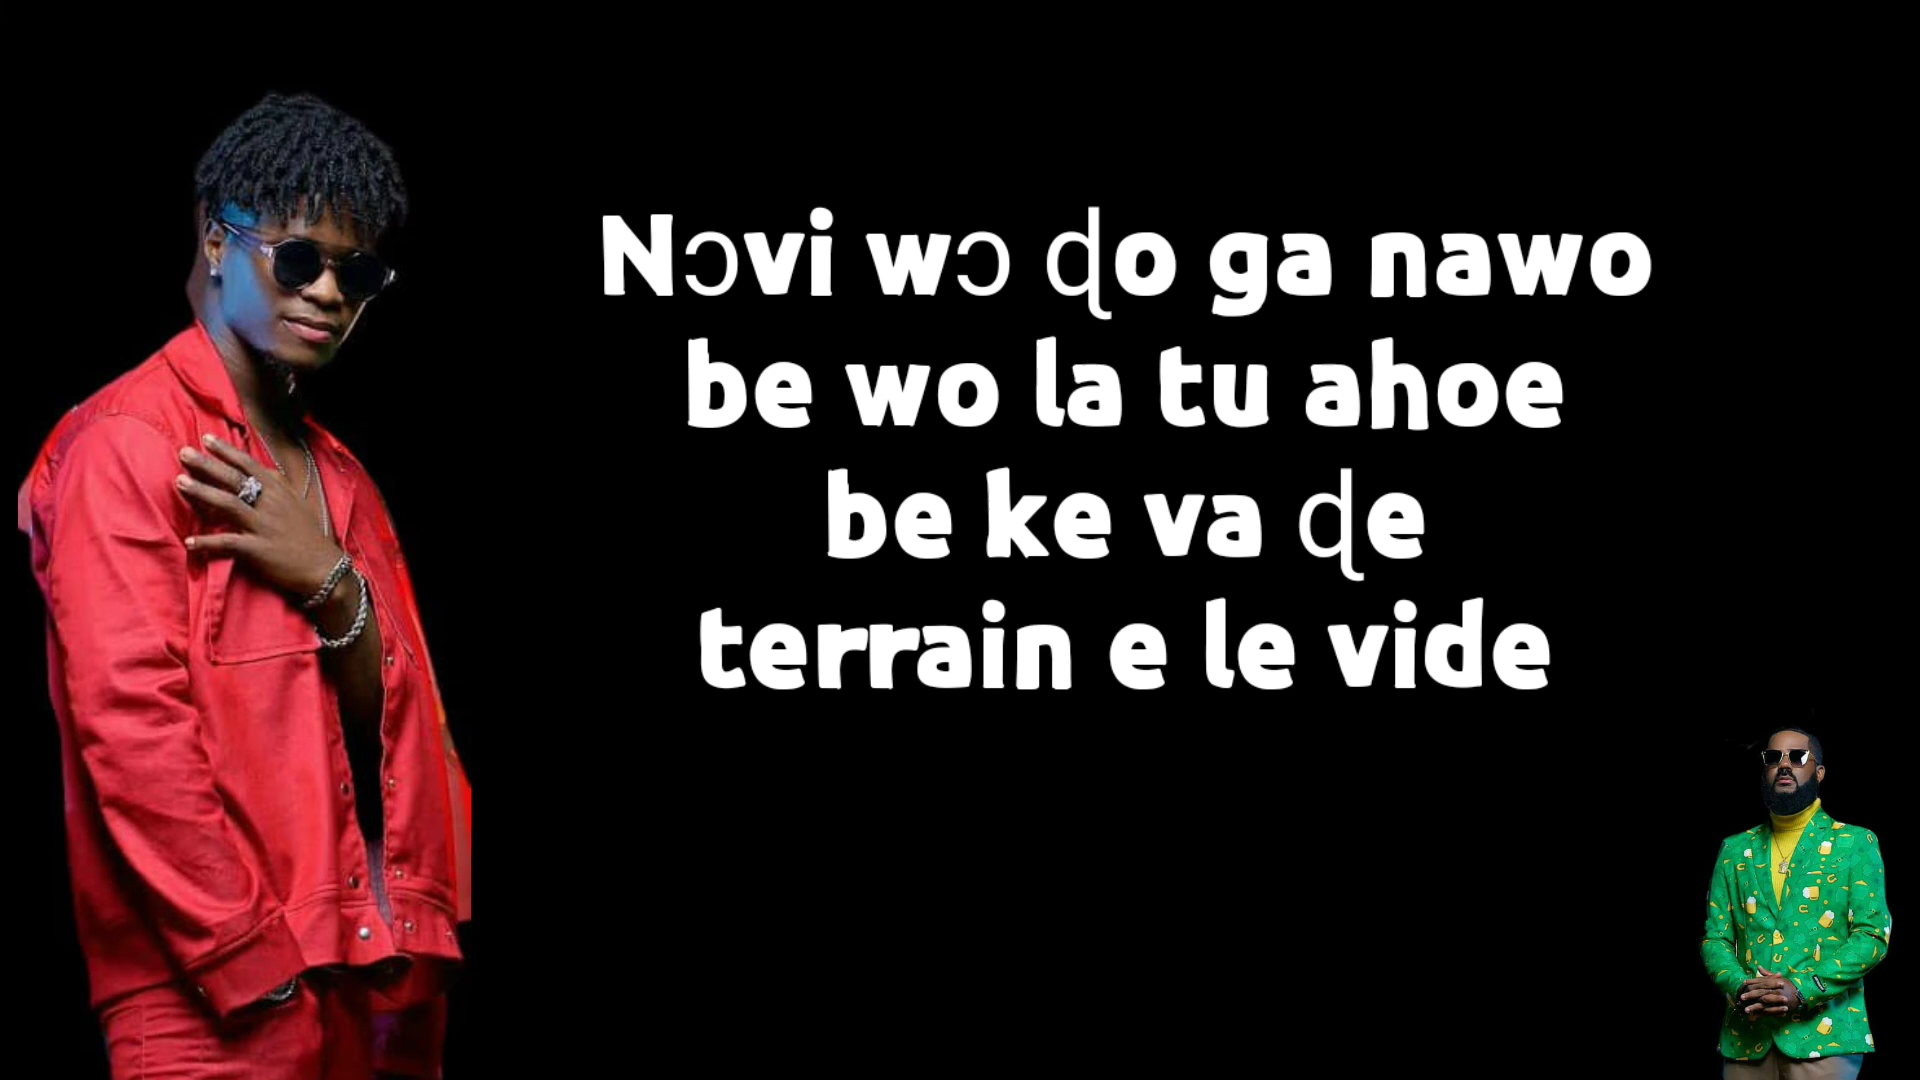 Nɔvi wɔ ɖo ga nawo
be wo la tu ahoe
be ke va ɖe
terrain e le vide